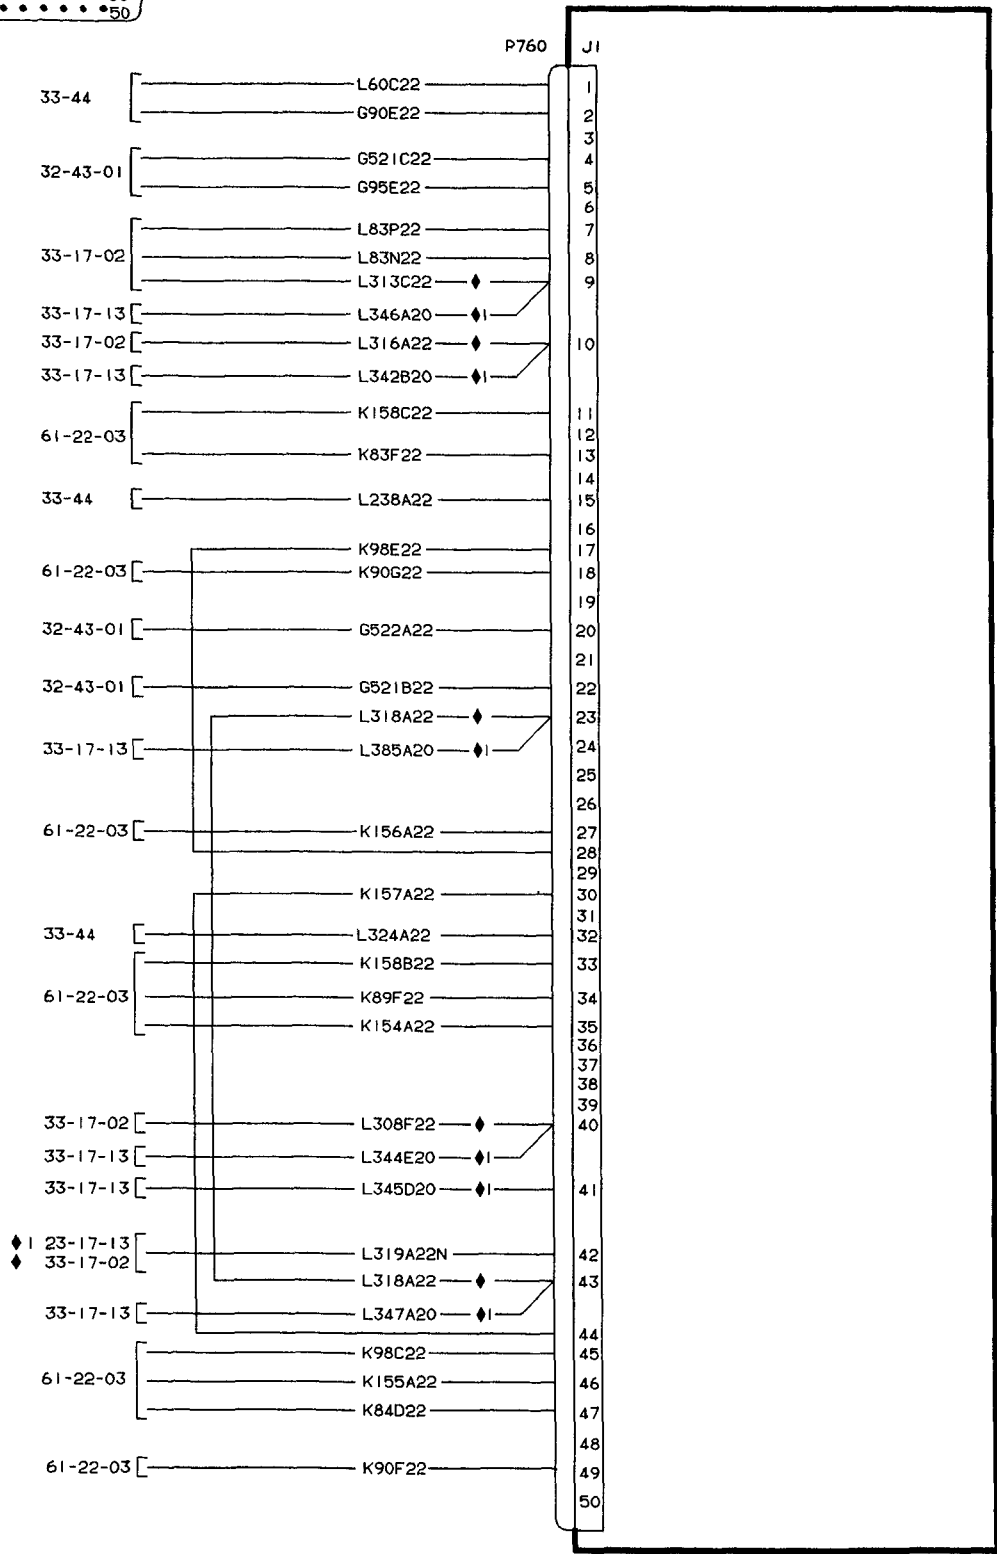 50
P760 J1
33-44 L60C22 1
G90E22 2
3
32-43-01 G521C22 4
G95E22 5
6
L83P22 7
33-17-02 L83N22 8
L313C22 ♦ 9
33-17-13 L346A20 ♦1
33-17-02 L316A22 ♦ 10
33-17-13 L342B20 ♦1
K158C22 11
61-22-03 12
K83F22 13
14
33-44 L238A22 15
16
K98E22 17
61-22-03 K90G22 18
19
32-43-01 G522A22 20
21
32-43-01 G521B22 22
L318A22 ♦ 23
33-17-13 L385A20 ♦1 24
25
26
61-22-03 K156A22 27
28
29
K157A22 30
31
33-44 L324A22 32
K158B22 33
61-22-03 K89F22 34
K154A22 35
36
37
38
39
33-17-02 L308F22 ♦ 40
33-17-13 L344E20 ♦1
33-17-13 L345D20 ♦1 41
♦1 23-17-13
♦ 33-17-02 L319A22N 42
L318A22 ♦ 43
33-17-13 L347A20 ♦1
44
K98C22 45
61-22-03 K155A22 46
K84D22 47
48
61-22-03 K90F22 49
50